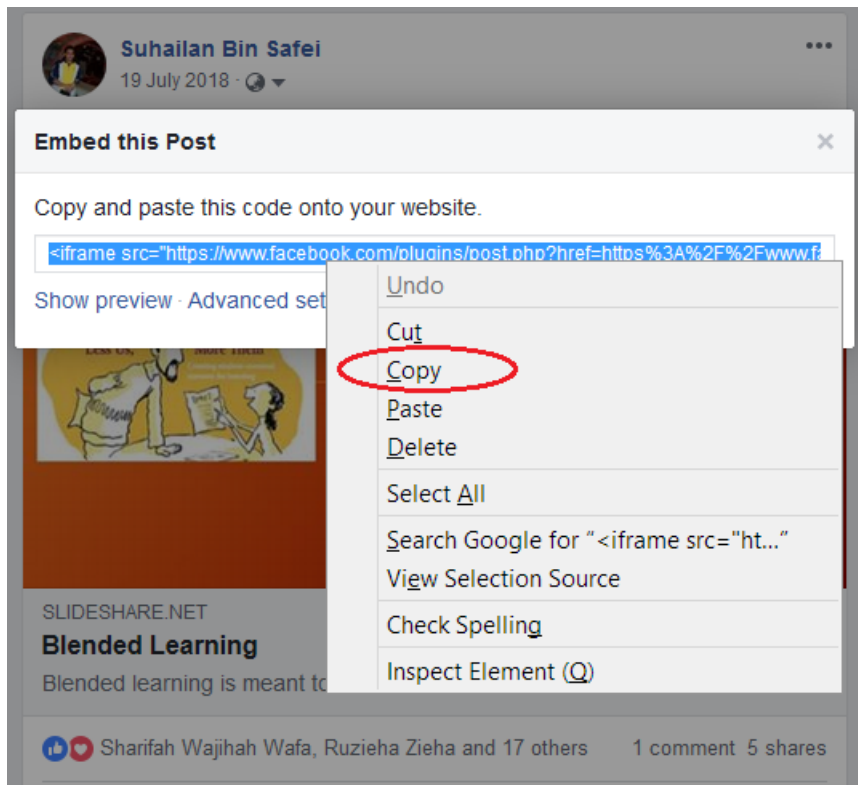 Suhailan Bin Safei
19 July 2018 ·
Embed this Post
Copy and paste this code onto your website.
<iframe src="https://www.facebook.com/plugins/post.php?href=https%3A%2F%2Fwww.f
Show preview · Advanced set
Undo
Cut
Copy
Paste
Delete
Select All
Search Google for “<iframe src="ht...”
View Selection Source
Check Spelling
Inspect Element (Q)
Less Us, More Them
SLIDESHARE.NET
Blended Learning
Blended learning is meant to
Sharifah Wajihah Wafa, Ruzieha Zieha and 17 others 1 comment 5 shares